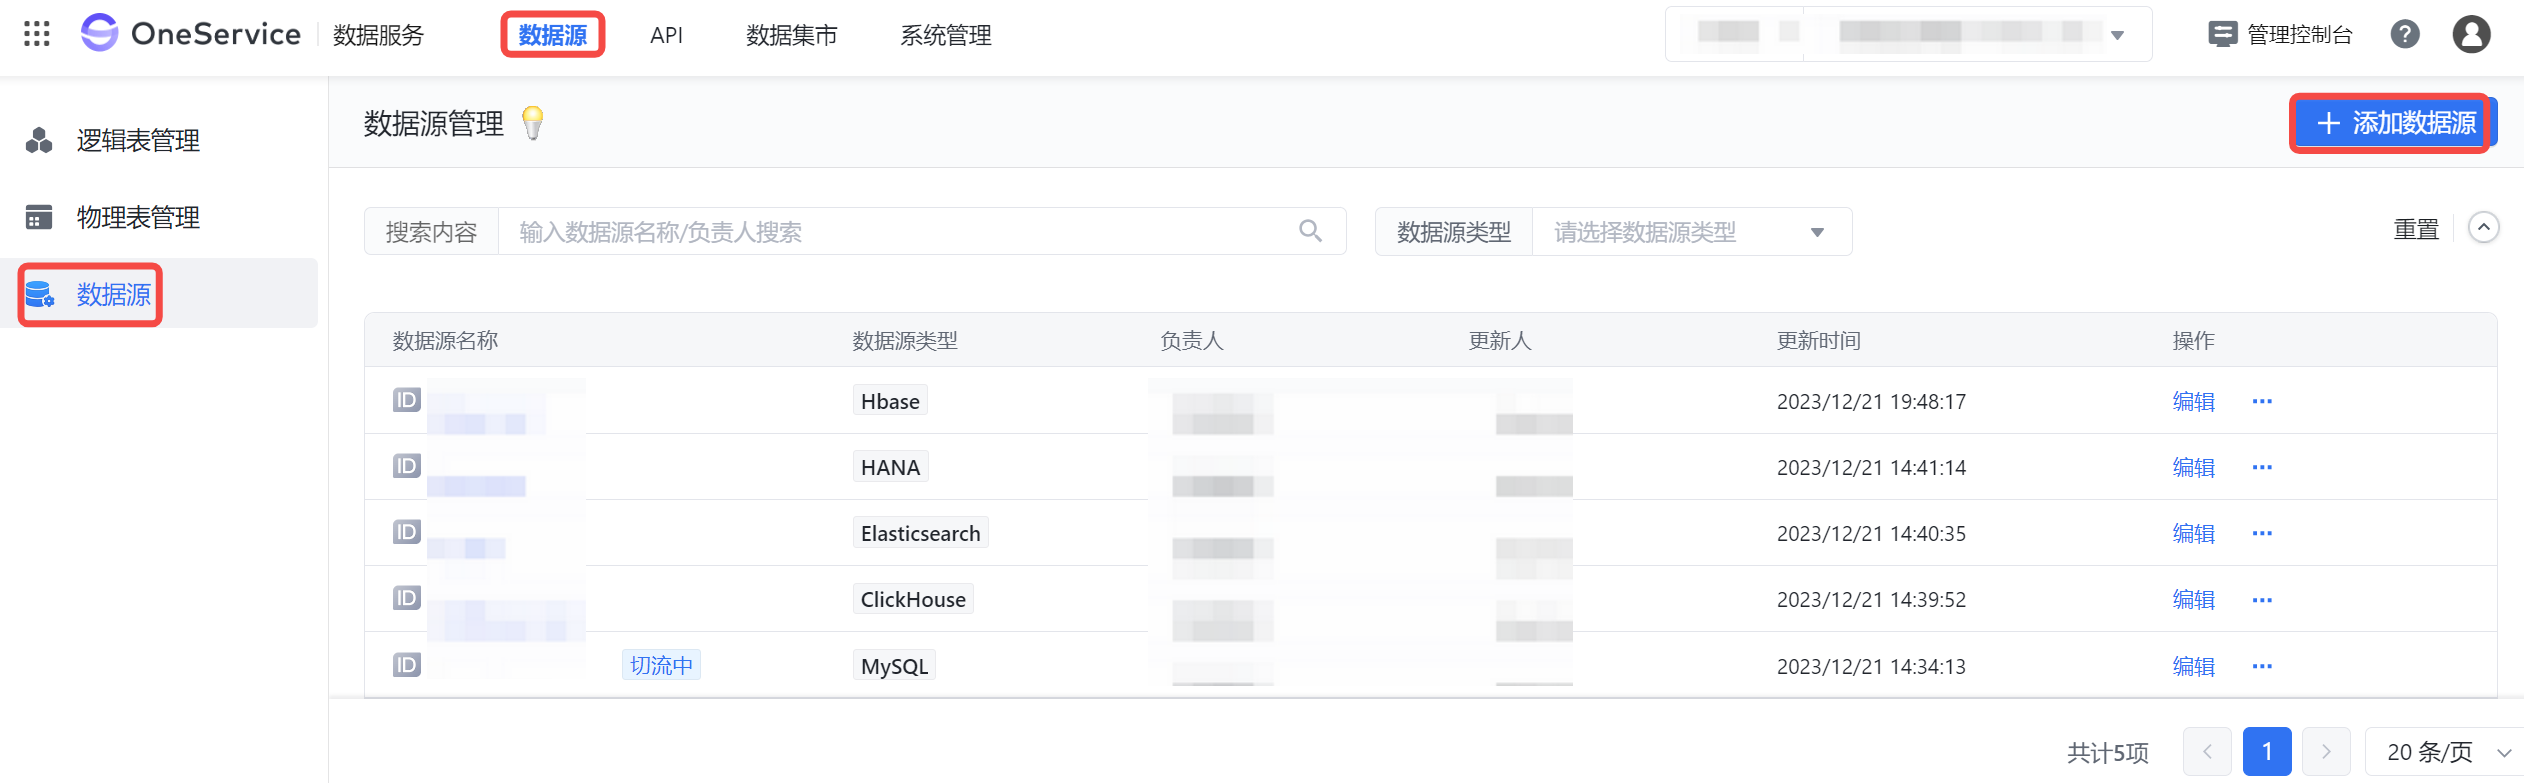 OneService 数据服务 数据源 API 数据集市 系统管理 管理控制台
逻辑表管理
物理表管理
数据源
数据源管理
添加数据源
搜索内容 输入数据源名称/负责人搜索 数据源类型 请选择数据源类型 重置
数据源名称 数据源类型 负责人 更新人 更新时间 操作
ID Hbase 2023/12/21 19:48:17 编辑 ···
ID HANA 2023/12/21 14:41:14 编辑 ···
ID Elasticsearch 2023/12/21 14:40:35 编辑 ···
ID ClickHouse 2023/12/21 14:39:52 编辑 ···
ID 切流中 MySQL 2023/12/21 14:34:13 编辑 ···
共计5项 1 20 条/页